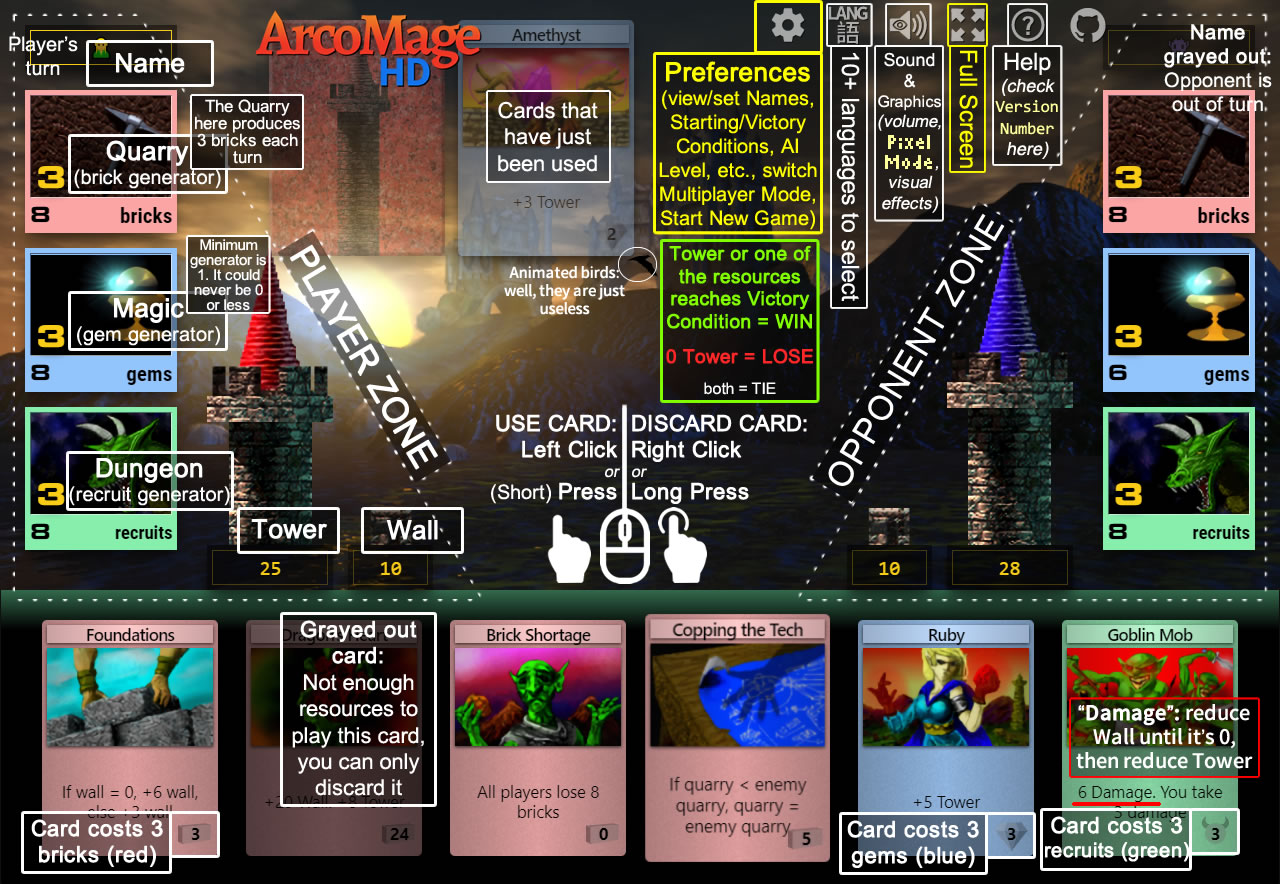 Player's
turn
Name
ArcoMage
HD
Amethyst
Cards that
have just
been used
+3 Tower
2
Preferences
(view/set Names,
Starting/Victory
Conditions, AI
Level, etc., switch
Multiplayer Mode,
Start New Game)
LANG
語
10+ languages to select
Sound
&
Graphics
(volume,
Pixel
Mode,
visual
effects)
Full Screen
?
Help
(check
Version
Number
here)
Name
grayed out:
Opponent is
out of turn.
The Quarry
here produces
3 bricks each
turn
Quarry
(brick generator)
3
8 bricks
Minimum
generator is
1. It could
never be 0
or less
Magic
(gem generator)
3
8 gems
Dungeon
(recruit generator)
3
8 recruits
PLAYER ZONE
Animated birds:
well, they are just
useless
Tower or one of
the resources
reaches Victory
Condition = WIN
0 Tower = LOSE
both = TIE
OPPONENT ZONE
3
8 bricks
3
6 gems
3
8 recruits
USE CARD:
Left Click
or
(Short) Press
DISCARD CARD:
Right Click
or
Long Press
Tower
Wall
25
10
10
28
Foundations
If wall = 0, +6 wall,
else +3 wall
3
Card costs 3
bricks (red)
Grayed out
card:
Not enough
resources to
play this card,
you can only
discard it
+20 Wall, +8 Tower
24
Brick Shortage
All players lose 8
bricks
0
Copping the Tech
If quarry < enemy
quarry, quarry =
enemy quarry
5
Ruby
+5 Tower
3
Card costs 3
gems (blue)
Goblin Mob
“Damage”: reduce
Wall until it's 0,
then reduce Tower
6 Damage. You take
3 damage
3
Card costs 3
recruits (green)